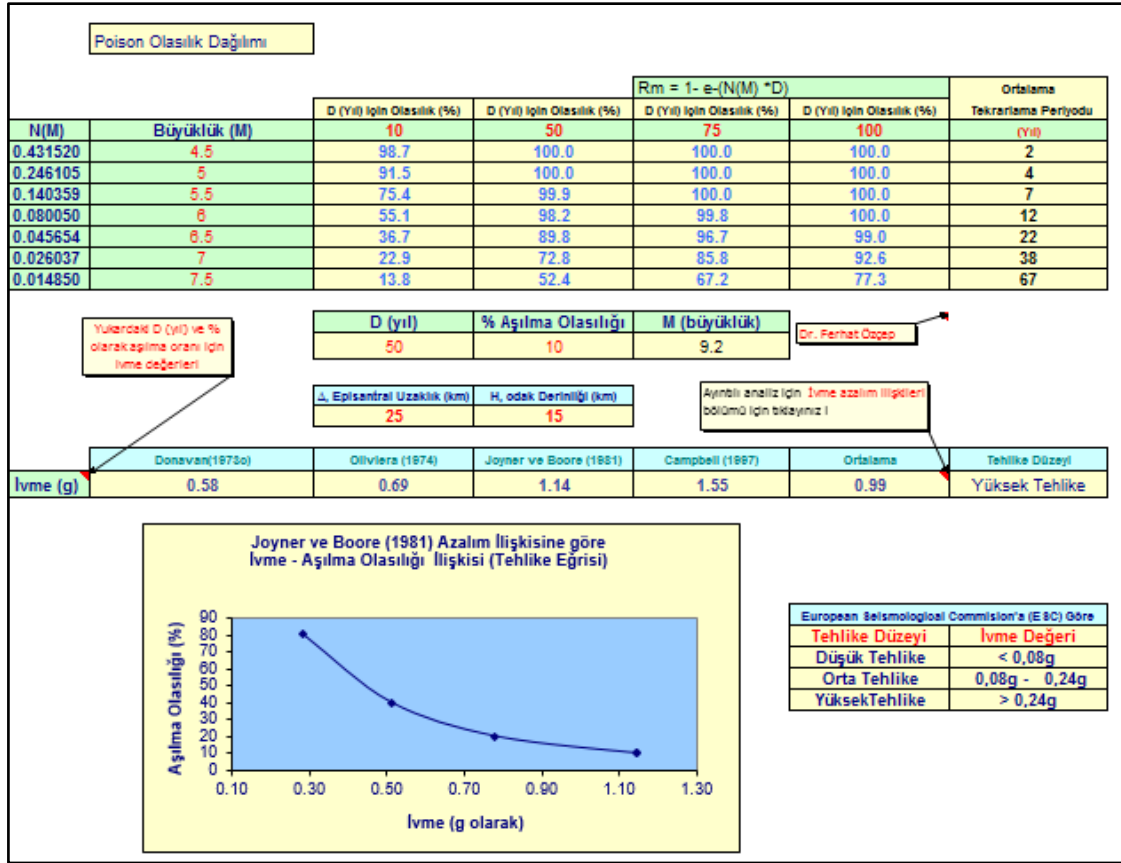 Poison Olasılık Dağılımı
Rm = 1- e-(N(M) *D) Ortalama
D (Yıl) İçin Olasılık (%) D (Yıl) İçin Olasılık (%) D (Yıl) İçin Olasılık (%) D (Yıl) İçin Olasılık (%) Tekrarlama Periyodu
N(M) Büyüklük (M) 10 50 75 100 (Yıl)
0.431520 4.5 98.7 100.0 100.0 100.0 2
0.246105 5 91.5 100.0 100.0 100.0 4
0.140359 5.5 75.4 99.9 100.0 100.0 7
0.080050 6 55.1 98.2 99.8 100.0 12
0.045654 6.5 36.7 89.8 96.7 99.0 22
0.026037 7 22.9 72.8 85.8 92.6 38
0.014850 7.5 13.8 52.4 67.2 77.3 67
Yukardaki D (yıl) ve %
olarak aşılma oranı için
ivme değerleri
D (yıl) % Aşılma Olasılığı M (büyüklük)
50 10 9.2
Dr. Ferhat Özçep
Δ, Episantral Uzaklık (km) H, odak Derinliği (km)
25 15
Ayrıntılı analiz için İvme azalım ilişkileri
bölümü için tıklayınız !
Donavan(1973o) Oliviera (1974) Joyner ve Boore (1981) Campbell (1997) Ortalama Tehlike Düzeyi
İvme (g) 0.58 0.69 1.14 1.55 0.99 Yüksek Tehlike
Joyner ve Boore (1981) Azalım İlişkisine göre
İvme - Aşılma Olasılığı İlişkisi (Tehlike Eğrisi)
Aşılma Olasılığı (%)
90
80
70
60
50
40
30
20
10
0
0.10 0.30 0.50 0.70 0.90 1.10 1.30
İvme (g olarak)
European Seismological Commision'a (ESC) Göre
Tehlike Düzeyi İvme Değeri
Düşük Tehlike < 0,08g
Orta Tehlike 0,08g - 0,24g
YüksekTehlike > 0,24g